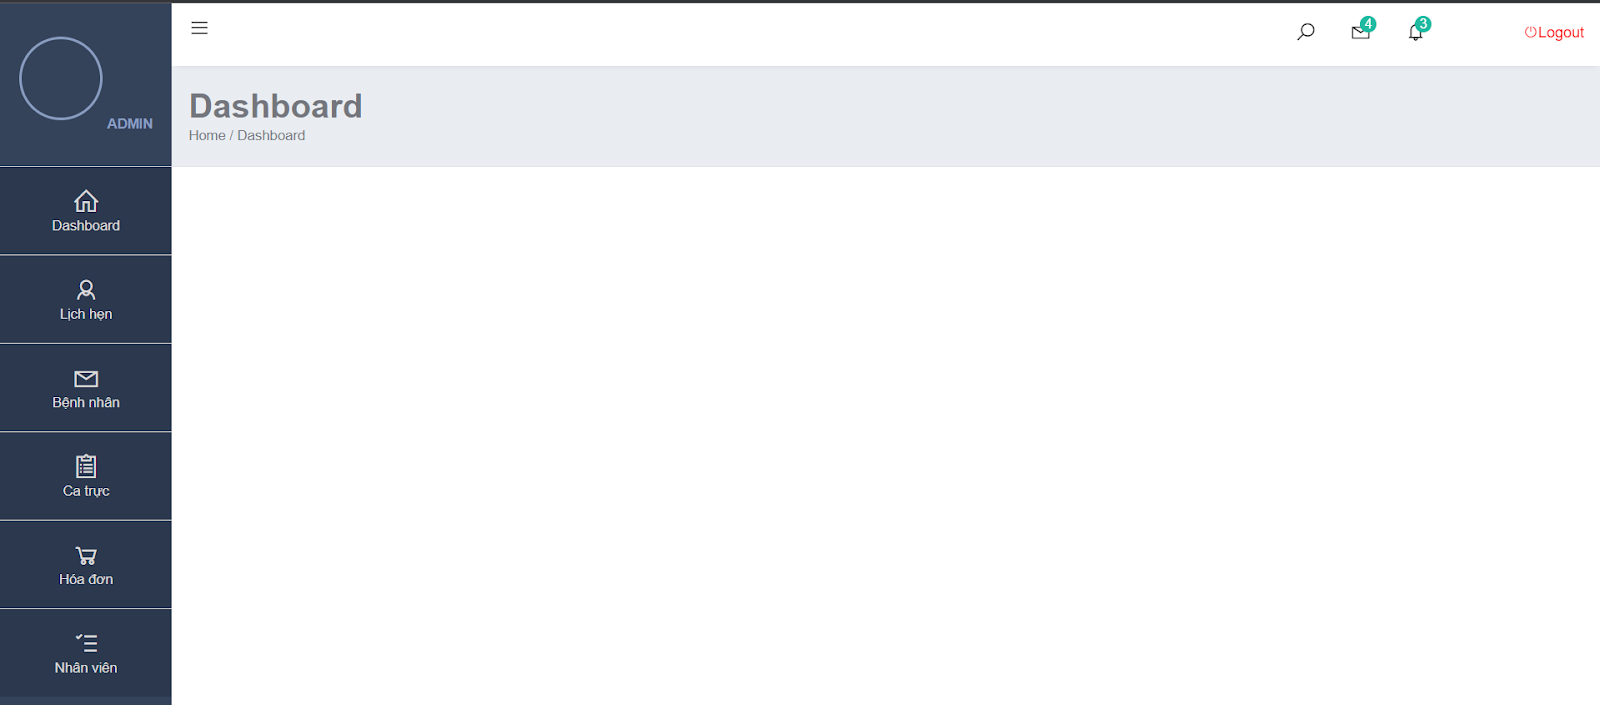 ADMIN
Dashboard
Lịch hẹn
Bệnh nhân
Ca trực
Hóa đơn
Nhân viên
4
3
Logout
Dashboard
Home / Dashboard